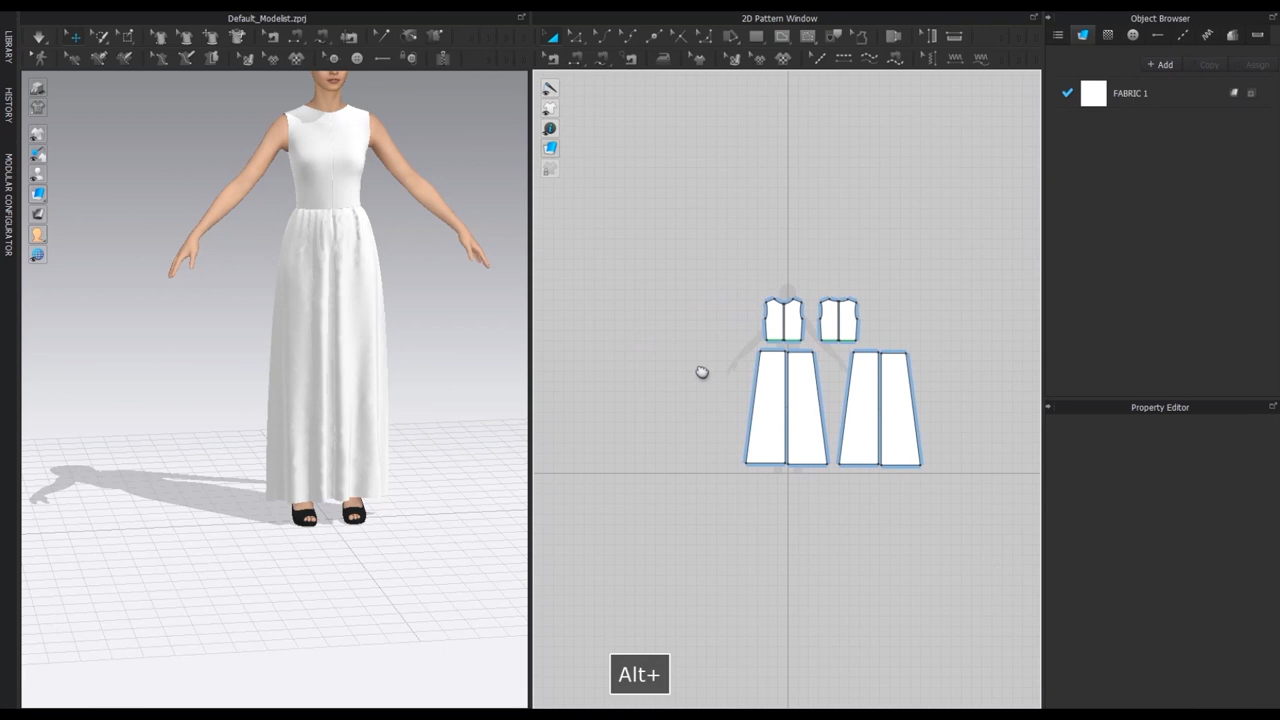 Default_Modelist.zprj
2D Pattern Window
Object Browser
LIBRARY
HISTORY
MODULAR CONFIGURATOR
+ Add
Copy
Assign
FABRIC 1
Property Editor
Alt+